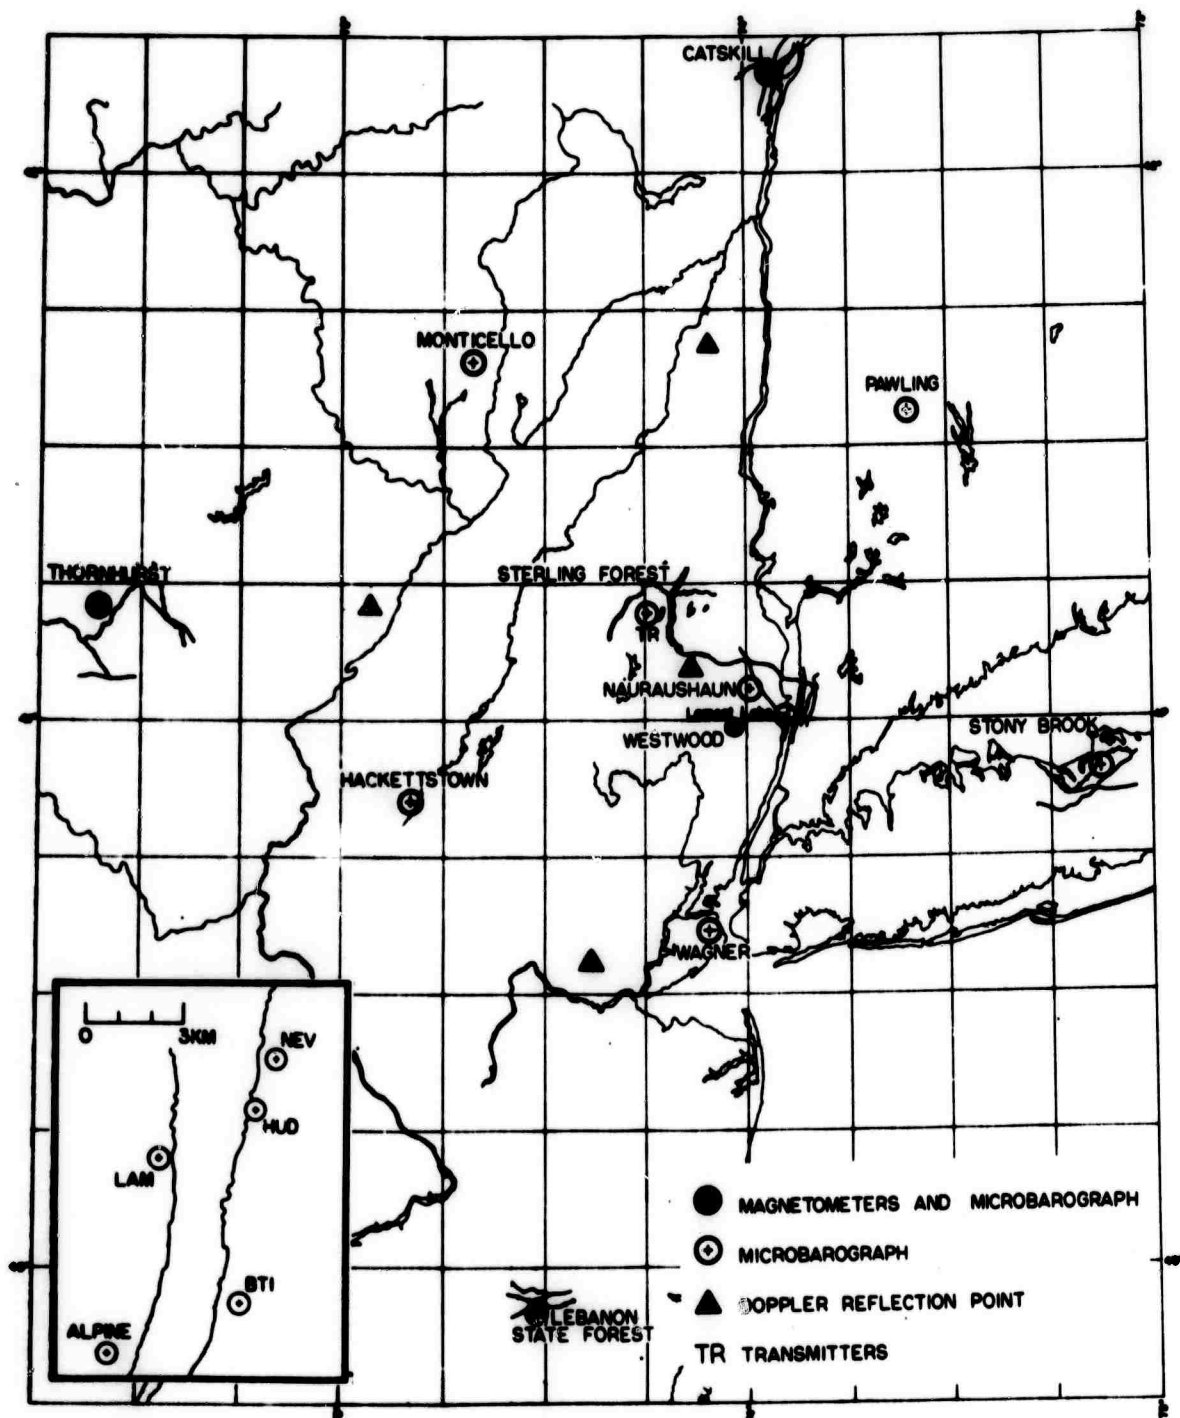 CATSKILL
MONTICELLO
PAWLING
THORNHURST
STERLING FOREST
TR
NAURAUSHAUN
WESTWOOD
STONY BROOK
HACKETTSTOWN
WAGNER
0 3KM
NEV
HUD
LAM
BTI
ALPINE
LEBANON
STATE FOREST
MAGNETOMETERS AND MICROBAROGRAPH
MICROBAROGRAPH
DOPPLER REFLECTION POINT
TR TRANSMITTERS